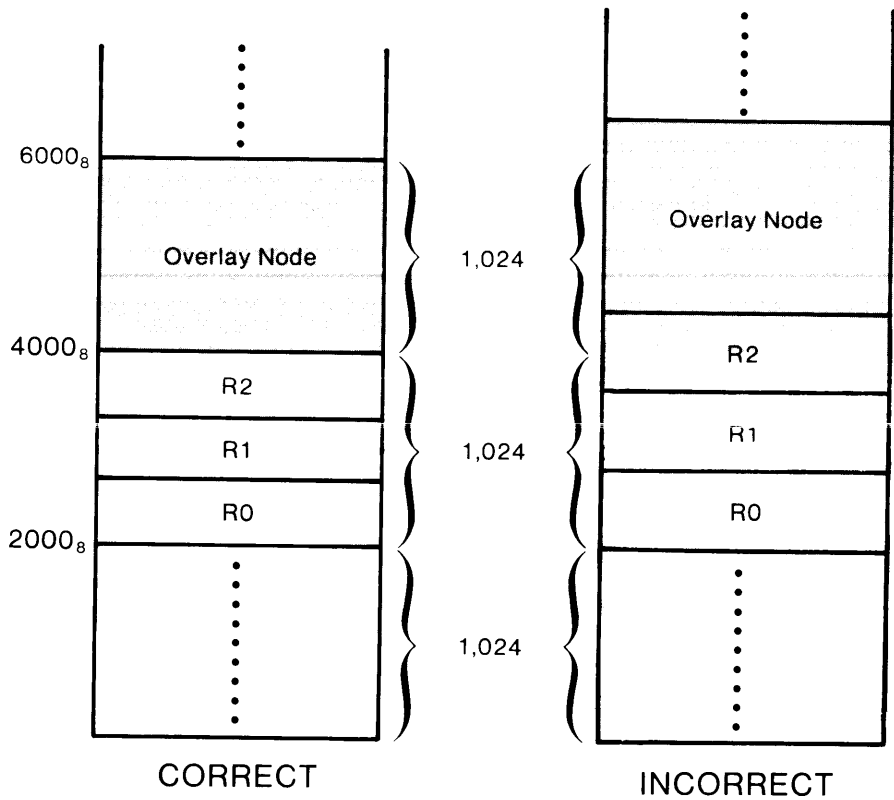 6000₈
Overlay Node
1,024
4000₈
R2
R1
1,024
R0
2000₈
1,024
CORRECT
Overlay Node
R2
R1
R0
INCORRECT